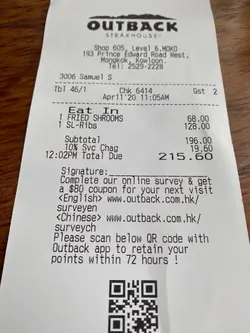 OUTBACK
STEAKHOUSE
Shop 605, Level 6.MOKO
193 Prince Edward Road West,
Mongkok, Kowloon.
Tel: 2529-2228
3006 Samuel S
Tbl 46/1 Chk 6414 Gst 2
Apr11'20 11:05AM
Eat In
1 FRIED SHROOMS 68.00
1 SL-Ribs 128.00
Subtotal 196.00
10% Svc Chag 19.60
12:02PM Total Due 215.60
Signature:
Complete our online survey & get
a $80 coupon for your next visit
<English> www.outback.com.hk/
surveyen
<Chinese> www.outback.com.hk/
surveych
Please scan below QR code with
Outback app to retain your
points within 72 hours !